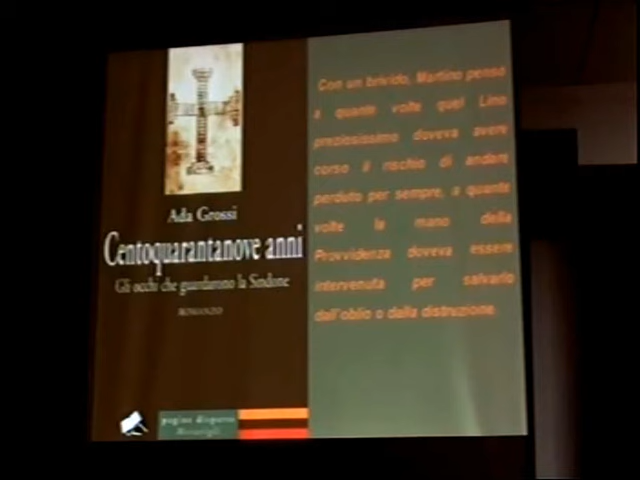 Ada Grossi
Centoquarantanove anni
Gli occhi che guardarono la Sindone
ROMANZO
pagine disperse
Con un brivido, Martino pensò
a quante volte quel Lino
preziosissimo doveva avere
corso il rischio di andare
perduto per sempre, a quante
volte la mano della
Provvidenza doveva essere
intervenuta per salvarlo
dall'oblio o dalla distruzione